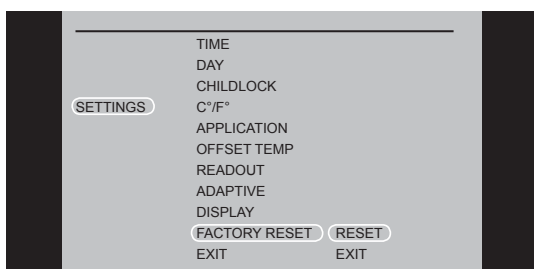 TIME
DAY
CHILDLOCK
SETTINGS C°/F°
APPLICATION
OFFSET TEMP
READOUT
ADAPTIVE
DISPLAY
FACTORY RESET RESET
EXIT EXIT